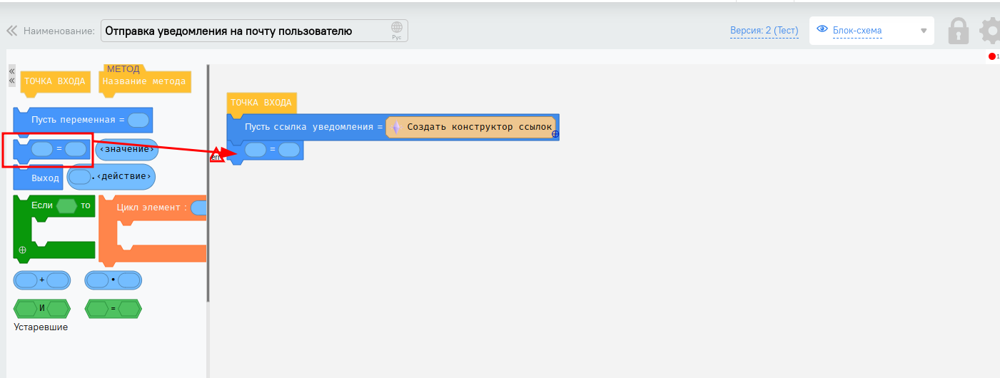 Наименование: Отправка уведомления на почту пользователю Рус Версия: 2 (Тест) Блок-схема
1
ТОЧКА ВХОДА МЕТОД Название метода
Пусть переменная =
= ‹значение›
Выход .‹действие›
Если то Цикл элемент :
+ •
И =
Устаревшие
ТОЧКА ВХОДА
Пусть ссылка уведомления = Создать конструктор ссылок
=